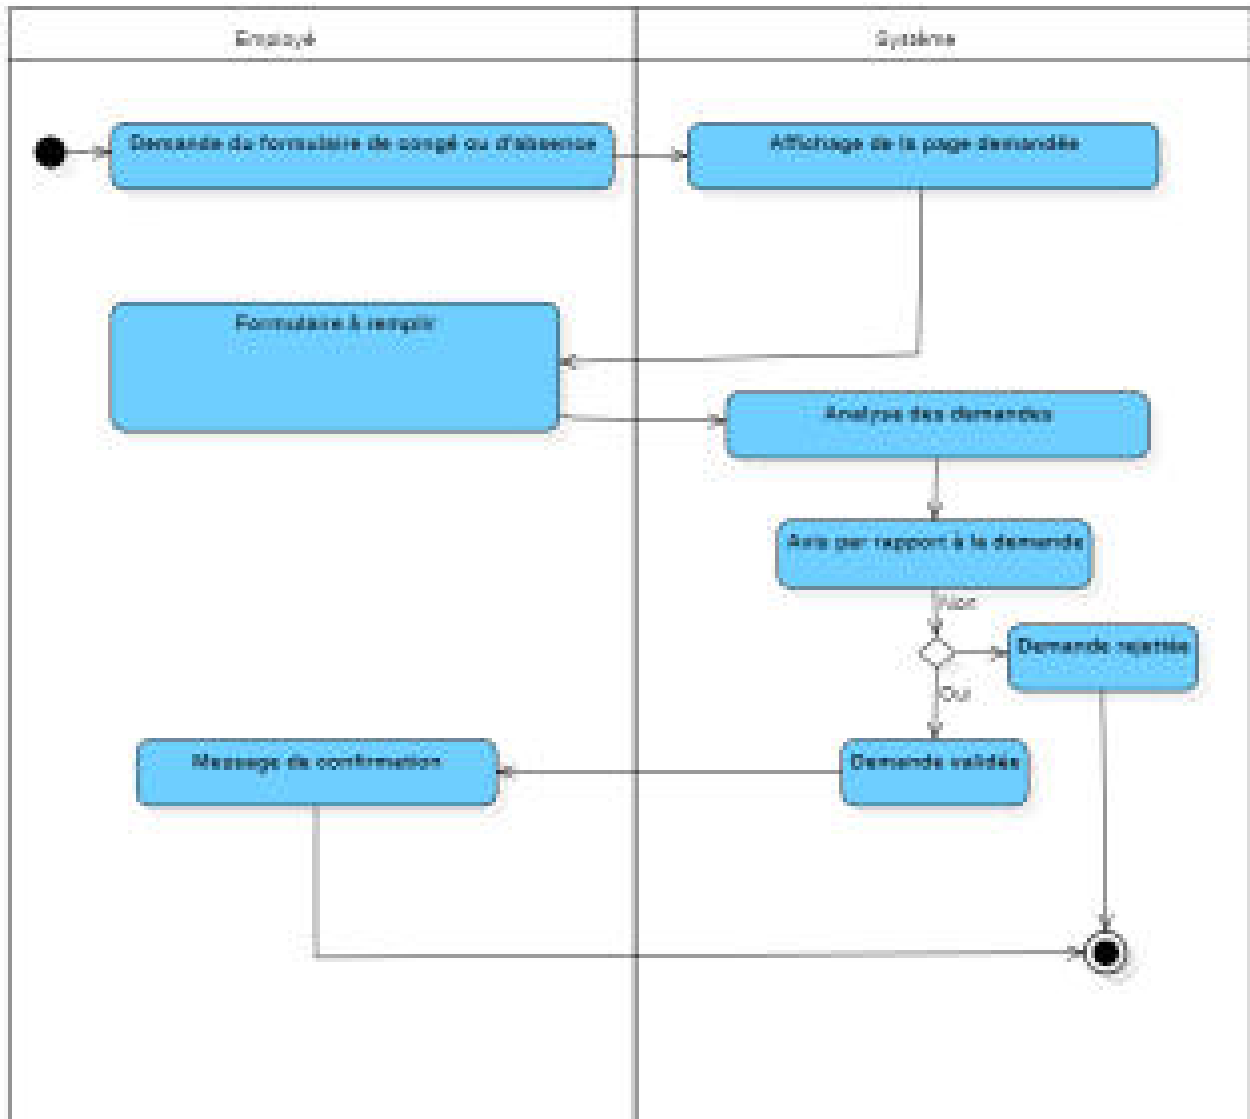 Employé
Système
Demande du formulaire de congé ou d'absence
Affichage de la page demandée
Formulaire à remplir
Analyse des demandes
Avis par rapport à la demande
Non
Demande rejettée
Oui
Message de confirmation
Demande validée